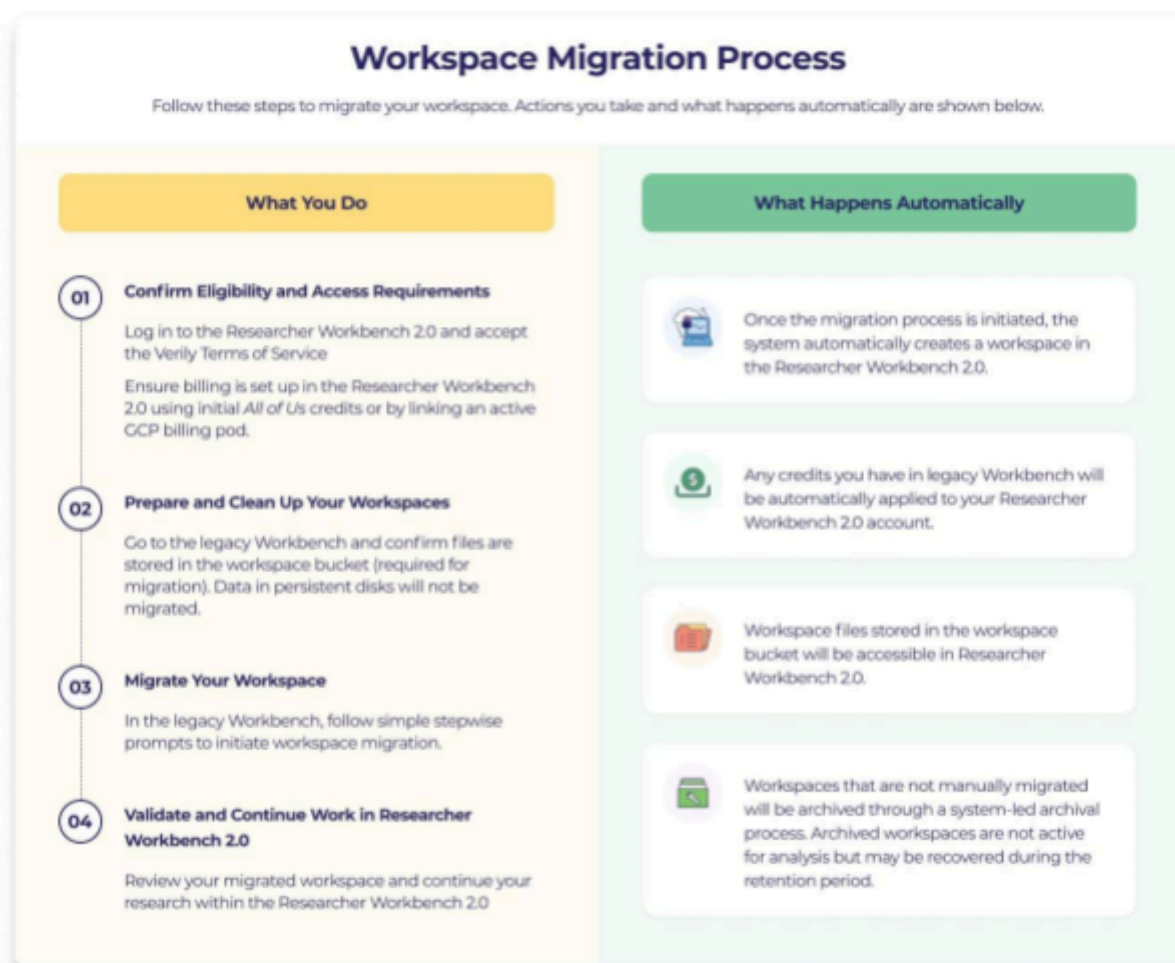 Workspace Migration Process
Follow these steps to migrate your workspace. Actions you take and what happens automatically are shown below.
What You Do
01
Confirm Eligibility and Access Requirements
Log in to the Researcher Workbench 2.0 and accept
the Verily Terms of Service
Ensure billing is set up in the Researcher Workbench
2.0 using initial All of Us credits or by linking an active
GCP billing pod.
02
Prepare and Clean Up Your Workspaces
Go to the legacy Workbench and confirm files are
stored in the workspace bucket (required for
migration). Data in persistent disks will not be
migrated.
03
Migrate Your Workspace
In the legacy Workbench, follow simple stepwise
prompts to initiate workspace migration.
04
Validate and Continue Work in Researcher
Workbench 2.0
Review your migrated workspace and continue your
research within the Researcher Workbench 2.0
What Happens Automatically
Once the migration process is initiated, the
system automatically creates a workspace in
the Researcher Workbench 2.0.
Any credits you have in legacy Workbench will
be automatically applied to your Researcher
Workbench 2.0 account.
Workspace files stored in the workspace
bucket will be accessible in Researcher
Workbench 2.0.
Workspaces that are not manually migrated
will be archived through a system-led archival
process. Archived workspaces are not active
for analysis but may be recovered during the
retention period.